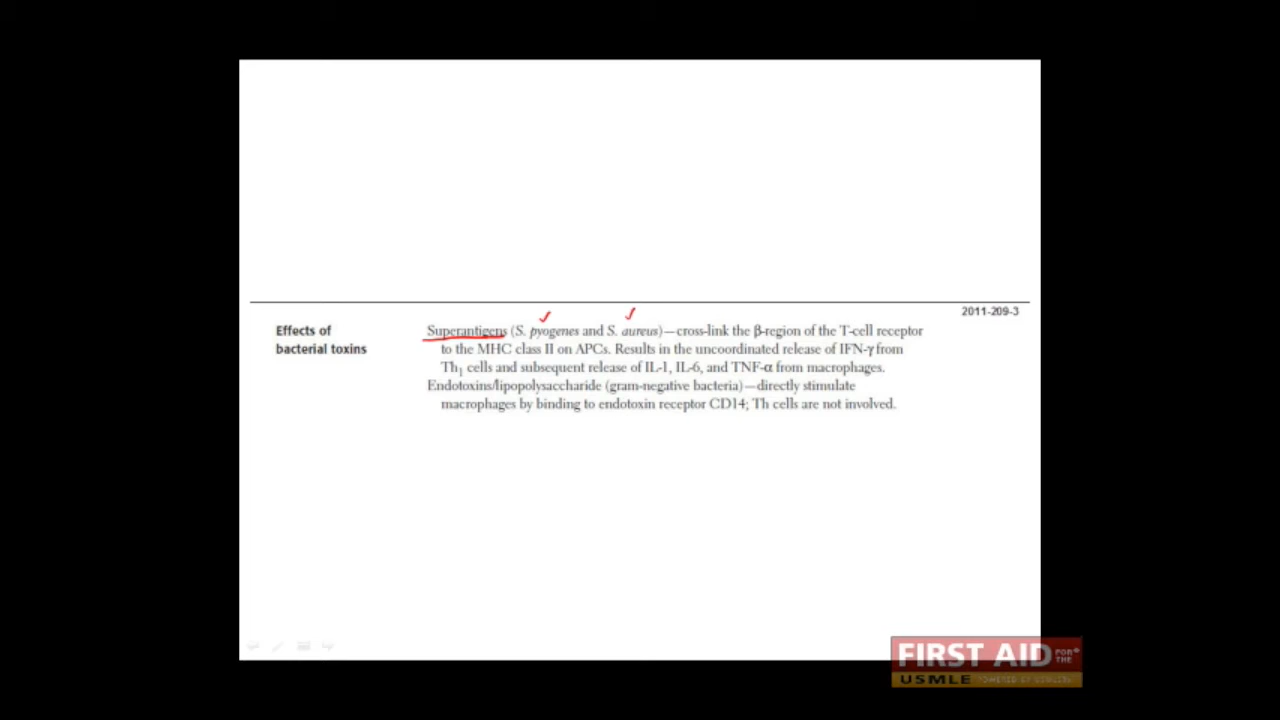 2011-209-3
Effects of
bacterial toxins
Superantigens (S. pyogenes and S. aureus)—cross-link the β-region of the T-cell receptor
to the MHC class II on APCs. Results in the uncoordinated release of IFN-γ from
Th1 cells and subsequent release of IL-1, IL-6, and TNF-α from macrophages.
Endotoxins/lipopolysaccharide (gram-negative bacteria)—directly stimulate
macrophages by binding to endotoxin receptor CD14; Th cells are not involved.
FIRST AID FOR THE®
USMLE